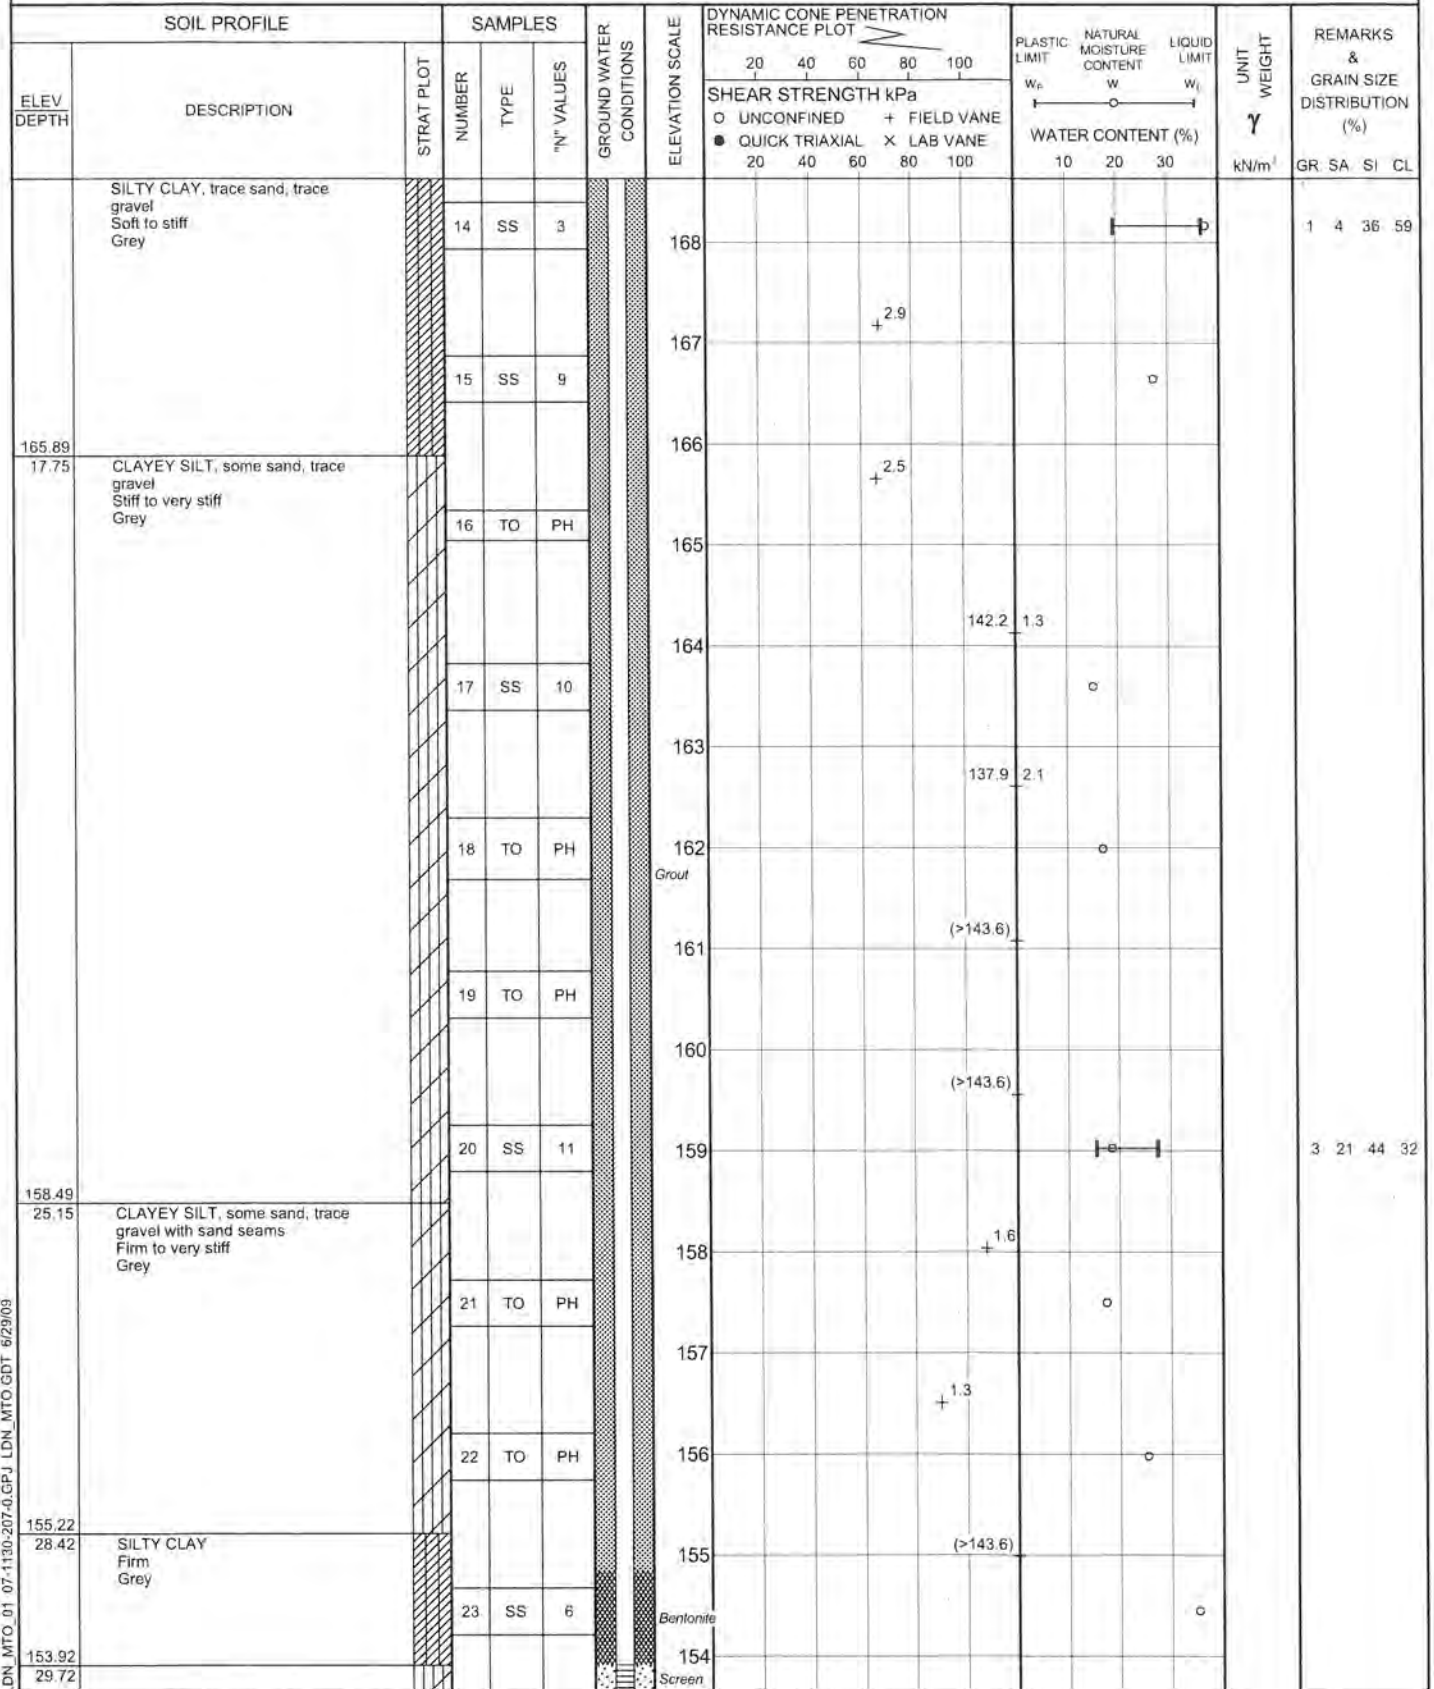 SOIL PROFILE
SAMPLES
GROUND WATER CONDITIONS
ELEVATION SCALE
DYNAMIC CONE PENETRATION
RESISTANCE PLOT
20 40 60 80 100
PLASTIC LIMIT
NATURAL MOISTURE CONTENT
LIQUID LIMIT
UNIT WEIGHT
REMARKS
&
GRAIN SIZE
DISTRIBUTION
(%)
ELEV
DEPTH
DESCRIPTION
STRAT PLOT
NUMBER
TYPE
"N" VALUES
SHEAR STRENGTH kPa
○ UNCONFINED + FIELD VANE
● QUICK TRIAXIAL × LAB VANE
20 40 60 80 100
WP W WL
WATER CONTENT (%)
10 20 30
γ
kN/m³
GR SA SI CL
SILTY CLAY, trace sand, trace
gravel
Soft to stiff
Grey
14 SS 3
168
1 4 36 59
2.9
167
15 SS 9
166
165.89
17.75
CLAYEY SILT, some sand, trace
gravel
Stiff to very stiff
Grey
2.5
16 TO PH
165
142.2 1.3
164
17 SS 10
163
137.9 2.1
18 TO PH
162
Grout
(>143.6)
161
19 TO PH
160
(>143.6)
20 SS 11
159
3 21 44 32
158.49
25.15
CLAYEY SILT, some sand, trace
gravel with sand seams
Firm to very stiff
Grey
1.6
158
21 TO PH
157
1.3
22 TO PH
156
155.22
28.42
SILTY CLAY
Firm
Grey
(>143.6)
155
23 SS 6
Bentonite
154
153.92
29.72
Screen
LDN_MTO_01 07-1130-207-0.GPJ LDN_MTO.GDT 6/29/09